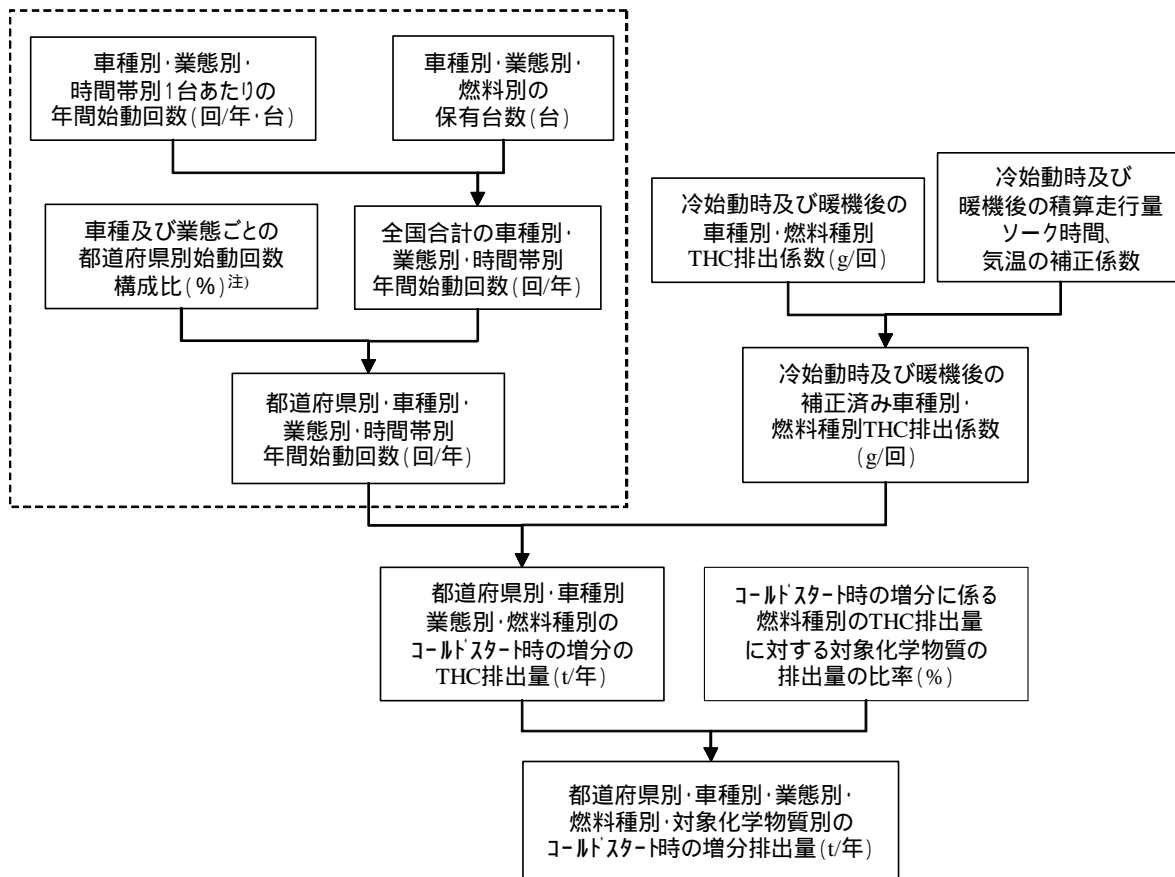 車種別･業態別･
時間帯別1台あたりの
年間始動回数(回/年･台)
車種別･業態別･
燃料別の
保有台数(台)
車種及び業態ごとの
都道府県別始動回数
構成比(％)注)
全国合計の車種別･
業態別･時間帯別
年間始動回数(回/年)
冷始動時及び暖機後の
車種別･燃料種別
THC排出係数(g/回)
冷始動時及び
暖機後の積算走行量
ソーク時間、
気温の補正係数
都道府県別･車種別･
業態別･時間帯別
年間始動回数(回/年)
冷始動時及び暖機後の
補正済み車種別･
燃料種別THC排出係数
(g/回)
都道府県別･車種別
業態別･燃料種別の
ｺｰﾙﾄﾞｽﾀｰﾄ時の増分の
THC排出量(t/年)
ｺｰﾙﾄﾞｽﾀｰﾄ時の増分に係る
燃料種別のTHC排出量
に対する対象化学物質の
排出量の比率(%)
都道府県別･車種別･業態別･
燃料種別･対象化学物質別の
ｺｰﾙﾄﾞｽﾀｰﾄ時の増分排出量(t/年)